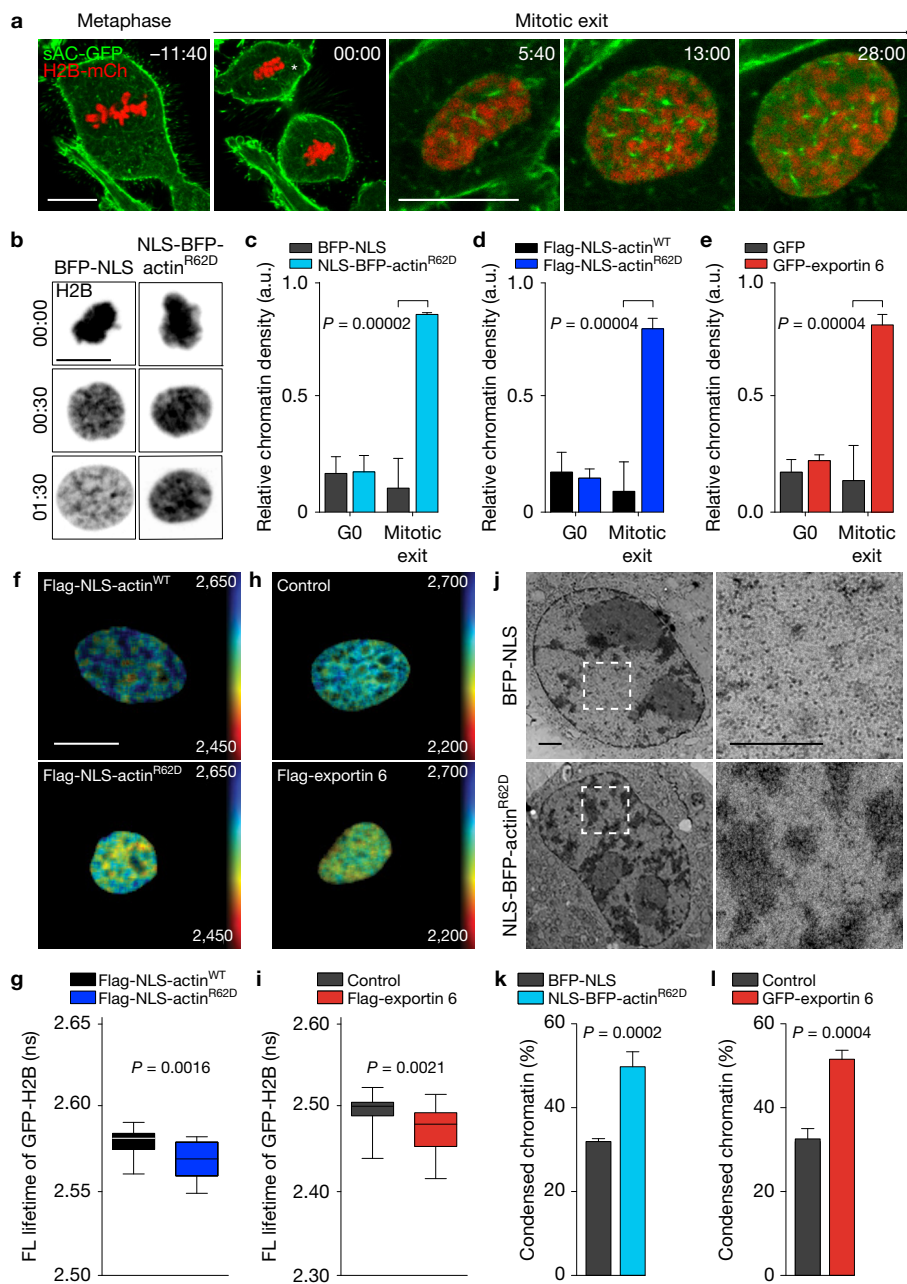 a Metaphase Mitotic exit
sAC-GFP
H2B-mCh
–11:40 00:00 5:40 13:00 28:00
*
b
BFP-NLS
NLS-BFP-
actinR62D
H2B
00:00
00:30
01:30
c
BFP-NLS
NLS-BFP-actinR62D
Relative chromatin density (a.u.)
1.0
P = 0.00002
0.5
0
G0 Mitotic
exit
d
Flag-NLS-actinWT
Flag-NLS-actinR62D
Relative chromatin density (a.u.)
1.0
P = 0.00004
0.5
0
G0 Mitotic
exit
e
GFP
GFP-exportin 6
Relative chromatin density (a.u.)
1.0
P = 0.00004
0.5
0.0
G0 Mitotic
exit
f
Flag-NLS-actinWT 2,650
2,450
Flag-NLS-actinR62D 2,650
2,450
h
Control 2,700
2,200
Flag-exportin 6 2,700
2,200
j
BFP-NLS
NLS-BFP-actinR62D
g
Flag-NLS-actinWT
Flag-NLS-actinR62D
FL lifetime of GFP-H2B (ns)
2.65
P = 0.0016
2.60
2.55
2.50
i
Control
Flag-exportin 6
FL lifetime of GFP-H2B (ns)
2.60
P = 0.0021
2.50
2.40
2.30
k
BFP-NLS
NLS-BFP-actinR62D
Condensed chromatin (%)
60
P = 0.0002
40
20
0
l
Control
GFP-exportin 6
Condensed chromatin (%)
60
P = 0.0004
40
20
0